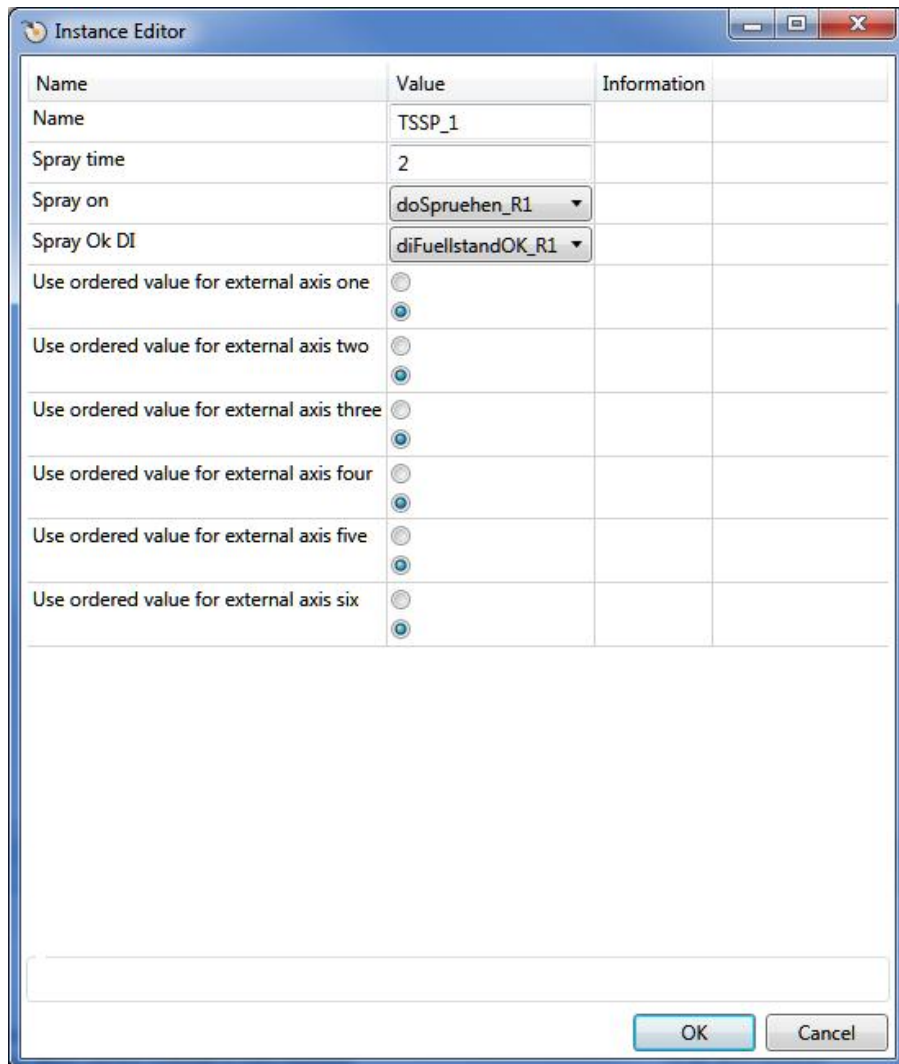 Instance Editor
Name Value Information
Name TSSP_1
Spray time 2
Spray on doSpruehen_R1
Spray Ok DI diFuellstandOK_R1
Use ordered value for external axis one
Use ordered value for external axis two
Use ordered value for external axis three
Use ordered value for external axis four
Use ordered value for external axis five
Use ordered value for external axis six
OK Cancel